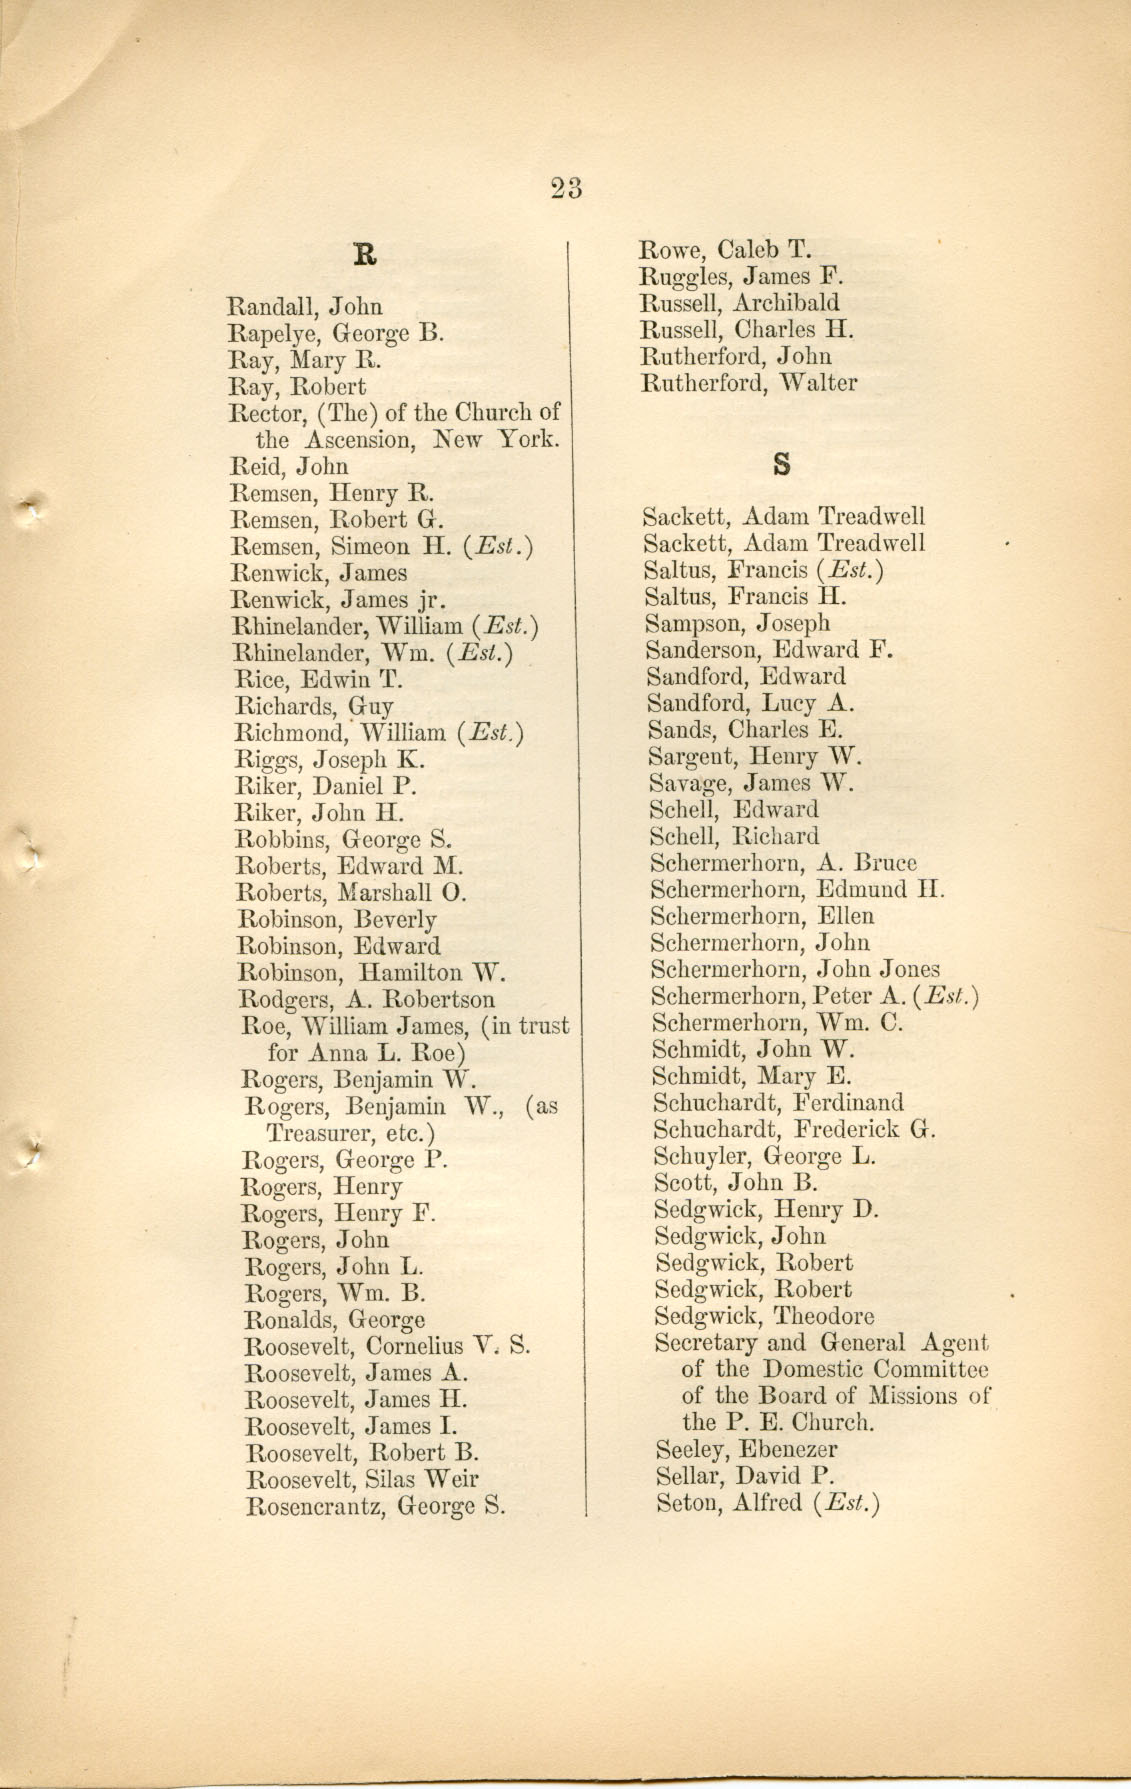 23
R
Randall, John
Rapelye, George B.
Ray, Mary R.
Ray, Robert
Rector, (The) of the Church of
the Ascension, New York.
Reid, John
Remsen, Henry R.
Remsen, Robert G.
Remsen, Simeon H. (Est.)
Renwick, James
Renwick, James jr.
Rhinelander, William (Est.)
Rhinelander, Wm. (Est.)
Rice, Edwin T.
Richards, Guy
Richmond, William (Est.)
Riggs, Joseph K.
Riker, Daniel P.
Riker, John H.
Robbins, George S.
Roberts, Edward M.
Roberts, Marshall O.
Robinson, Beverly
Robinson, Edward
Robinson, Hamilton W.
Rodgers, A. Robertson
Roe, William James, (in trust
for Anna L. Roe)
Rogers, Benjamin W.
Rogers, Benjamin W., (as
Treasurer, etc.)
Rogers, George P.
Rogers, Henry
Rogers, Henry F.
Rogers, John
Rogers, John L.
Rogers, Wm. B.
Ronalds, George
Roosevelt, Cornelius V. S.
Roosevelt, James A.
Roosevelt, James H.
Roosevelt, James I.
Roosevelt, Robert B.
Roosevelt, Silas Weir
Rosencrantz, George S.
Rowe, Caleb T.
Ruggles, James F.
Russell, Archibald
Russell, Charles H.
Rutherford, John
Rutherford, Walter
S
Sackett, Adam Treadwell
Sackett, Adam Treadwell
Saltus, Francis (Est.)
Saltus, Francis H.
Sampson, Joseph
Sanderson, Edward F.
Sandford, Edward
Sandford, Lucy A.
Sands, Charles E.
Sargent, Henry W.
Savage, James W.
Schell, Edward
Schell, Richard
Schermerhorn, A. Bruce
Schermerhorn, Edmund H.
Schermerhorn, Ellen
Schermerhorn, John
Schermerhorn, John Jones
Schermerhorn, Peter A. (Est.)
Schermerhorn, Wm. C.
Schmidt, John W.
Schmidt, Mary E.
Schuchardt, Ferdinand
Schuchardt, Frederick G.
Schuyler, George L.
Scott, John B.
Sedgwick, Henry D.
Sedgwick, John
Sedgwick, Robert
Sedgwick, Robert
Sedgwick, Theodore
Secretary and General Agent
of the Domestic Committee
of the Board of Missions of
the P. E. Church.
Seeley, Ebenezer
Sellar, David P.
Seton, Alfred (Est.)